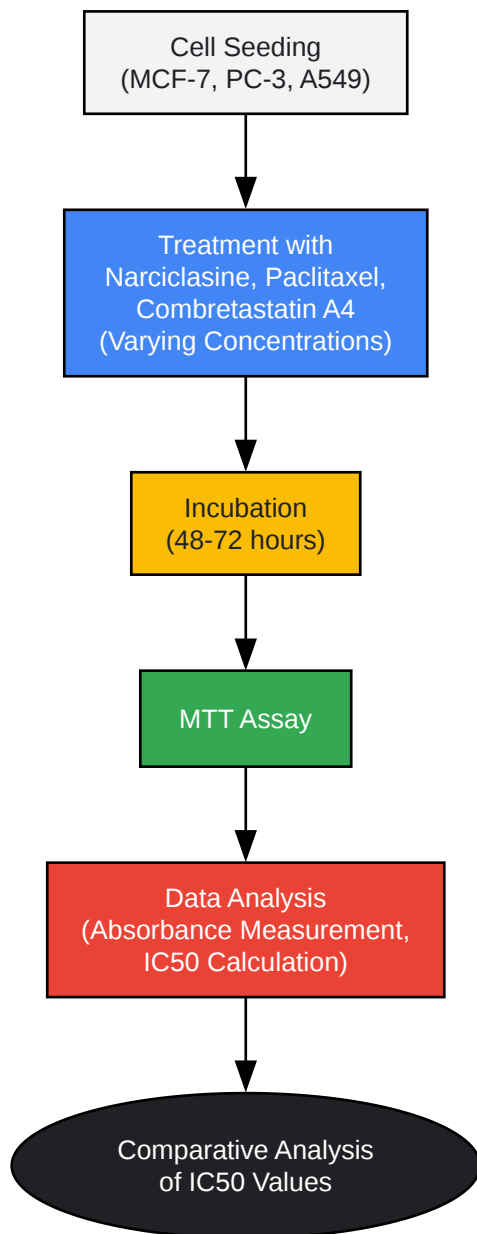 Cell Seeding
(MCF-7, PC-3, A549)
Treatment with
Narciclasine, Paclitaxel,
Combretastatin A4
(Varying Concentrations)
Incubation
(48-72 hours)
MTT Assay
Data Analysis
(Absorbance Measurement,
IC50 Calculation)
Comparative Analysis
of IC50 Values